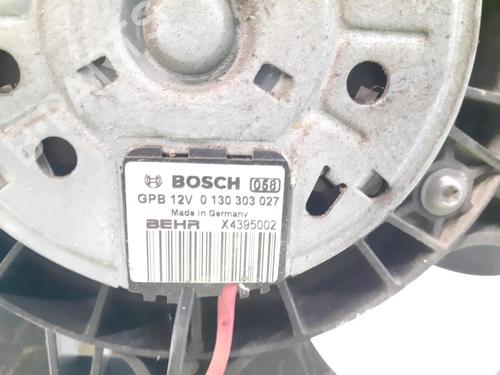 BOSCH 058
GPB 12V 0 130 303 027
Made in Germany
BEHR X4395002